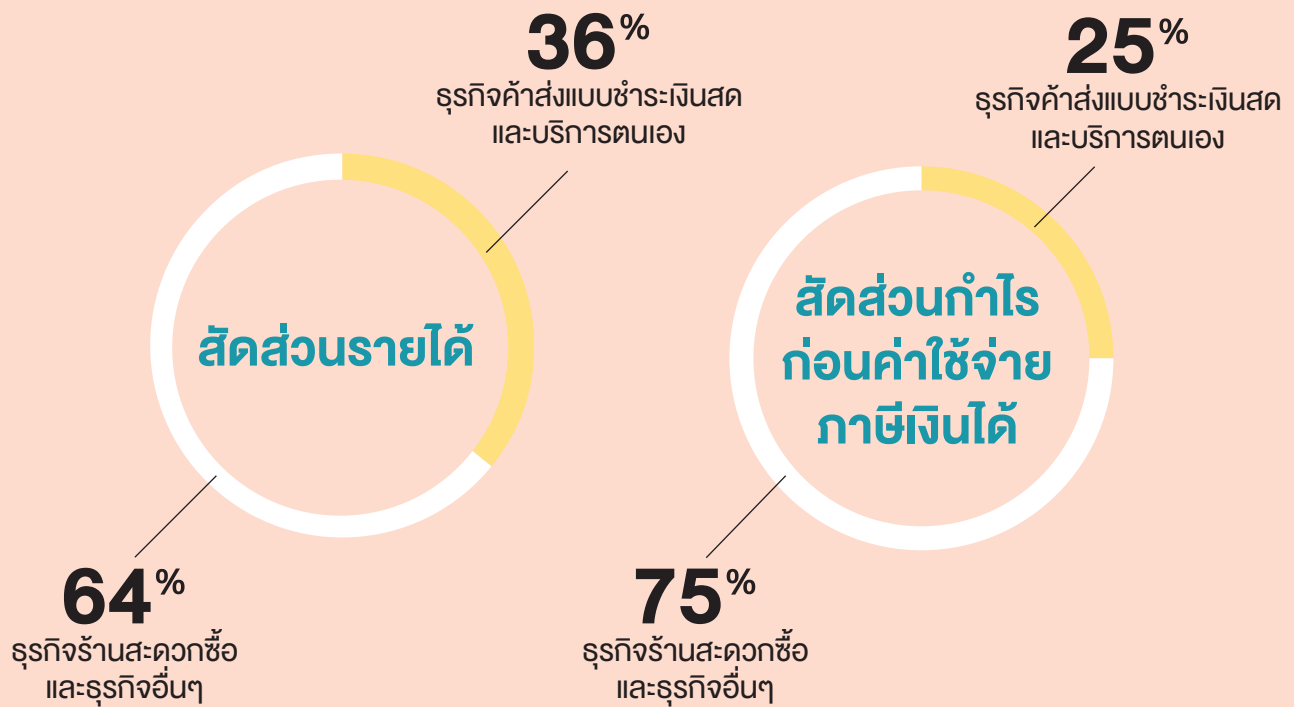 36%
ธุรกิจค้าส่งแบบชำระเงินสด
และบริการตนเอง
สัดส่วนรายได้
64%
ธุรกิจร้านสะดวกซื้อ
และธุรกิจอื่นๆ
25%
ธุรกิจค้าส่งแบบชำระเงินสด
และบริการตนเอง
สัดส่วนกำไร
ก่อนค่าใช้จ่าย
ภาษีเงินได้
75%
ธุรกิจร้านสะดวกซื้อ
และธุรกิจอื่นๆ